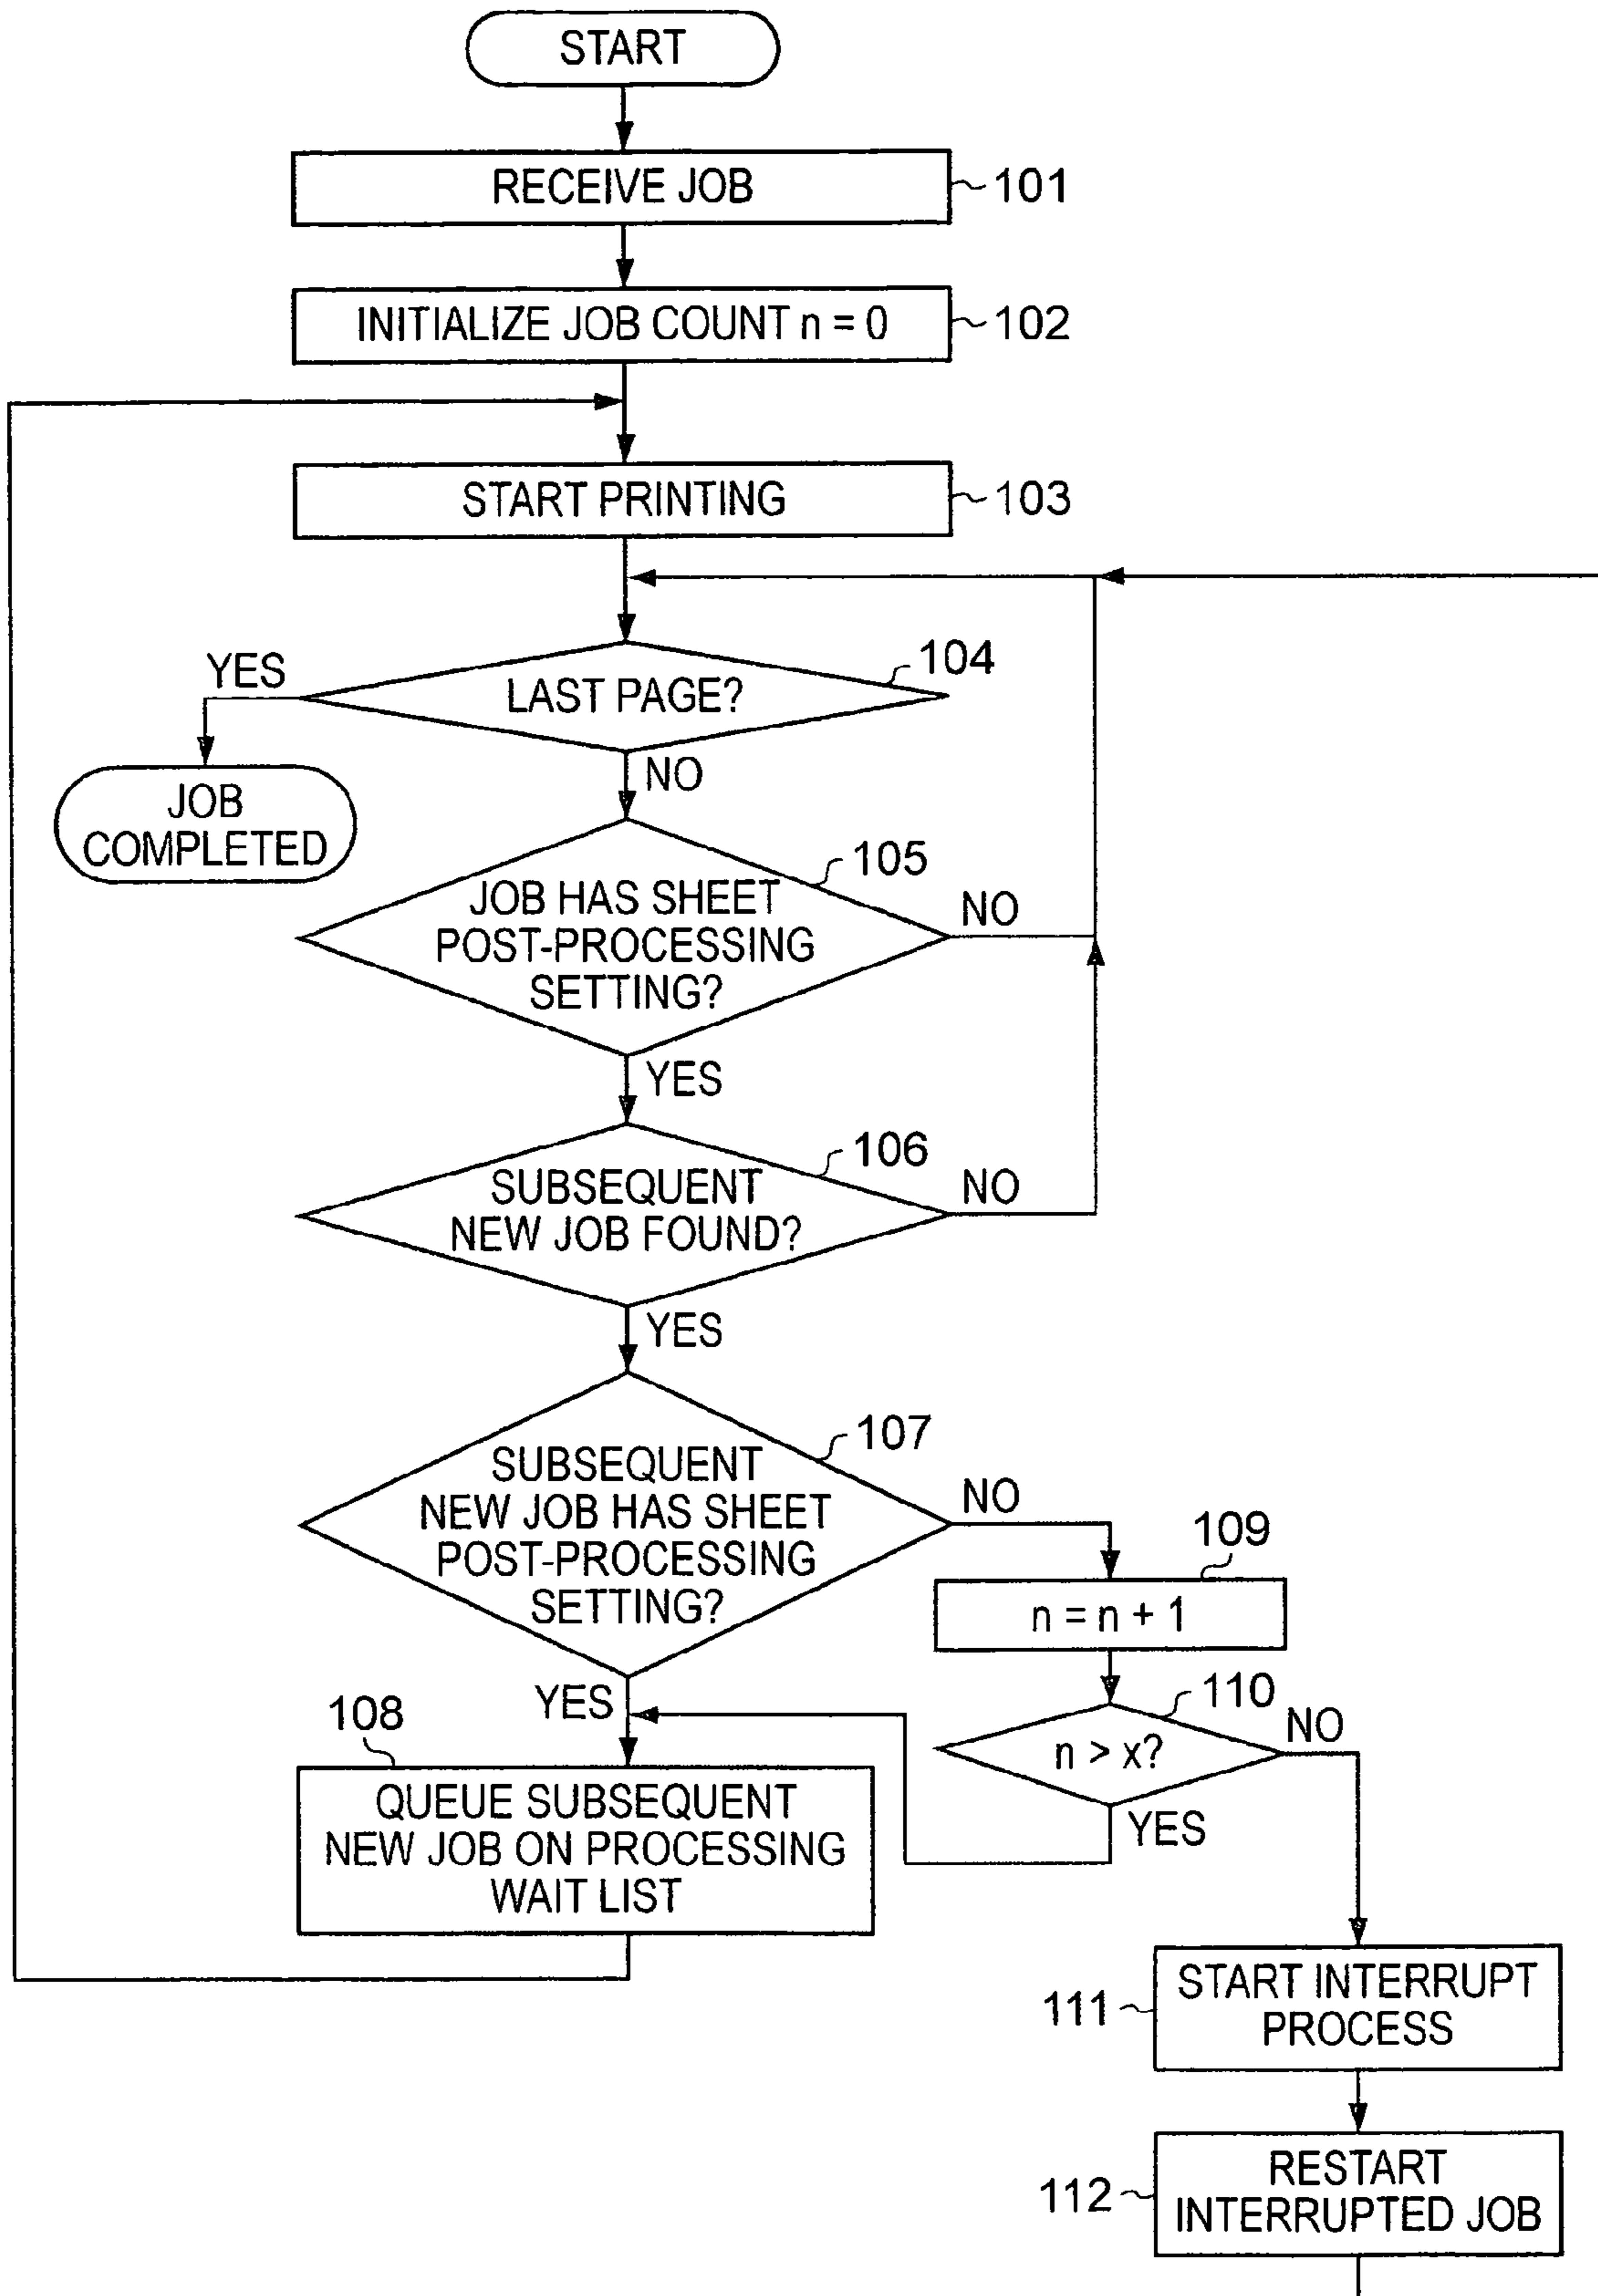 START
RECEIVE JOB
101
INITIALIZE JOB COUNT n = 0
102
START PRINTING
103
YES
LAST PAGE?
104
NO
JOB
COMPLETED
105
JOB HAS SHEET
POST-PROCESSING
SETTING?
NO
YES
106
SUBSEQUENT
NEW JOB FOUND?
NO
YES
107
SUBSEQUENT
NEW JOB HAS SHEET
POST-PROCESSING
SETTING?
NO
109
n = n + 1
YES
110
n > x?
NO
YES
108
QUEUE SUBSEQUENT
NEW JOB ON PROCESSING
WAIT LIST
111
START INTERRUPT
PROCESS
112
RESTART
INTERRUPTED JOB